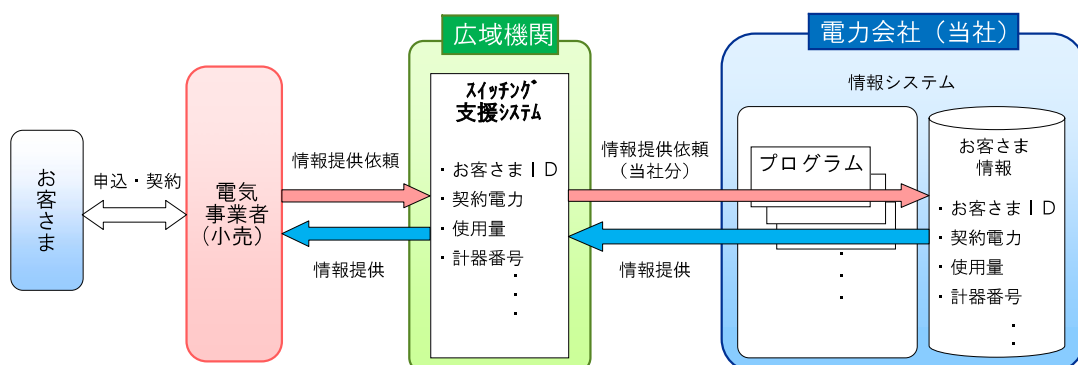 広域機関
電力会社（当社）
情報システム
スイッチング
支援システム
お客さま
情報
情報提供依頼
情報提供依頼
（当社分）
プログラム
・お客さまＩＤ
・契約電力
・使用量
・計器番号
・
・
・
お客さま
申込・契約
電気
事業者
（小売）
情報提供
情報提供
・
・
・
・お客さまＩＤ
・契約電力
・使用量
・計器番号
・
・